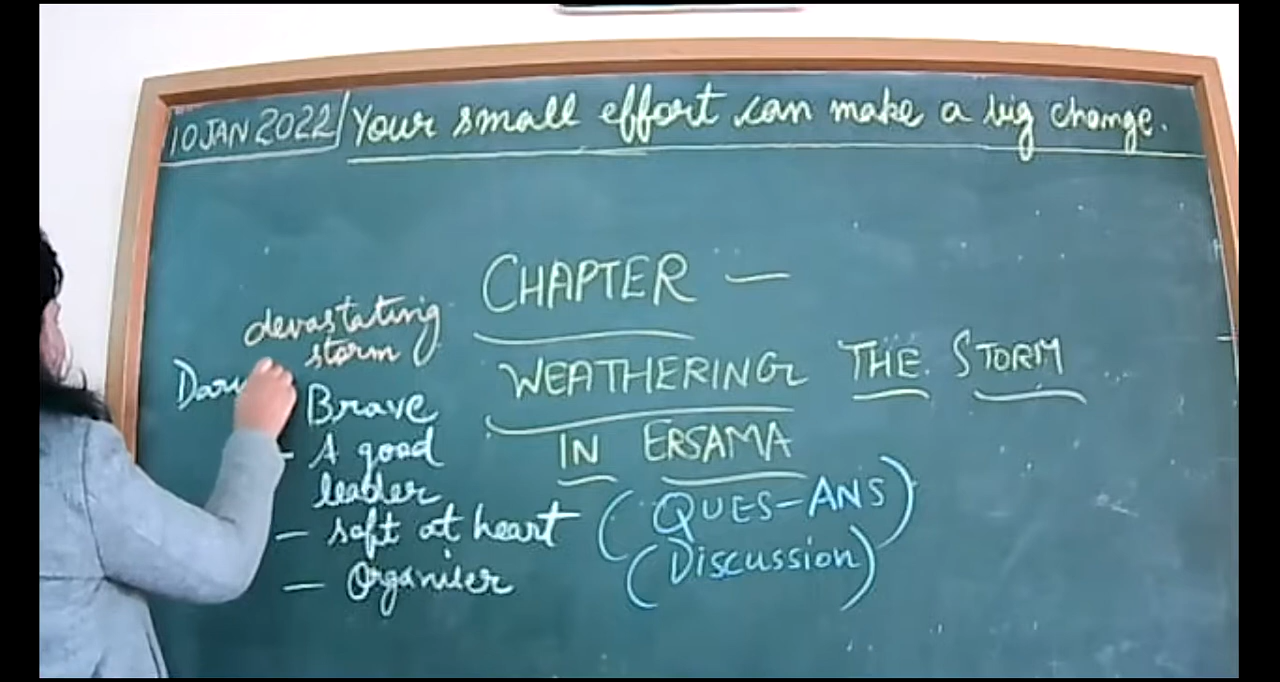 10 JAN 2022/ Your small effort can make a big change.
CHAPTER —
devastating
storm
WEATHERING THE STORM
Brave
IN ERSAMA
- A good
leader
(QUES-ANS)
- soft at heart
(Discussion)
- Organiser